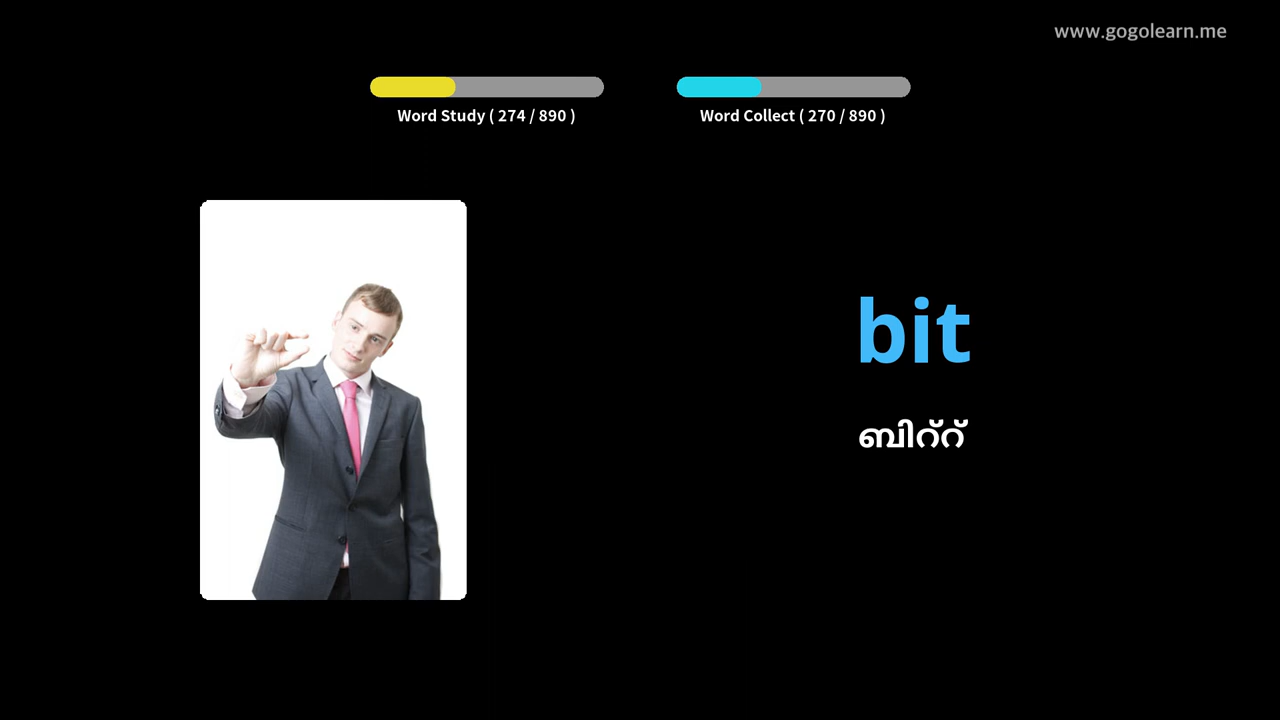 www.gogolearn.me
Word Study ( 274 / 890 )
Word Collect ( 270 / 890 )
bit
ബിറ്റ്